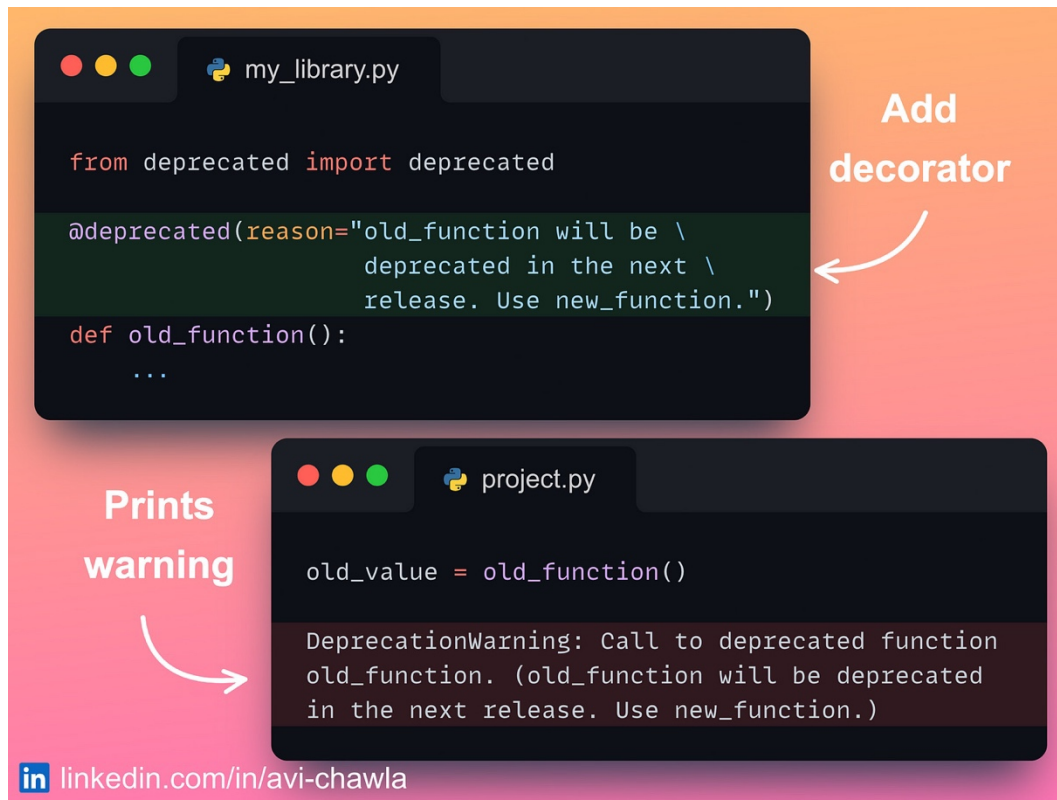 my_library.py
Add
decorator
from deprecated import deprecated
@deprecated(reason="old_function will be \
deprecated in the next \
release. Use new_function.")
def old_function():
...
project.py
Prints
warning
old_value = old_function()
DeprecationWarning: Call to deprecated function
old_function. (old_function will be deprecated
in the next release. Use new_function.)
in linkedin.com/in/avi-chawla